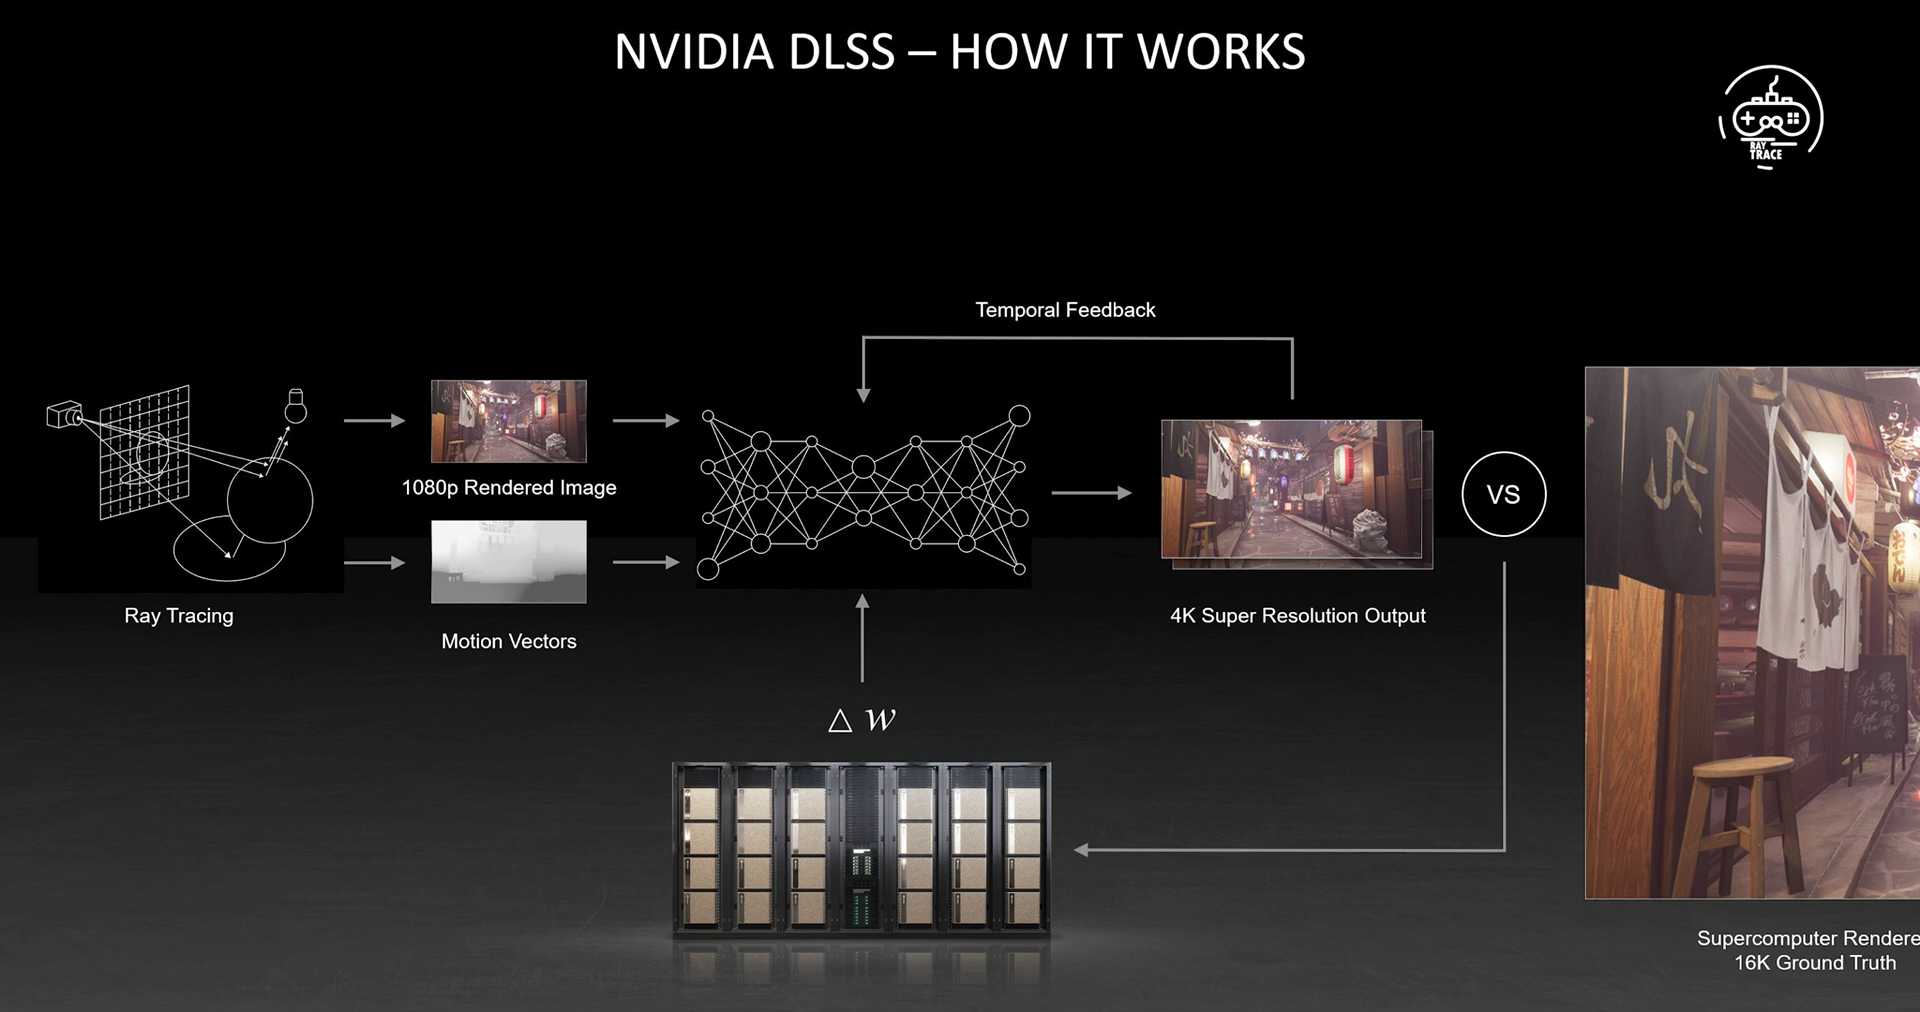 NVIDIA DLSS – HOW IT WORKS
RAY
TRACE
Temporal Feedback
1080p Rendered Image
VS
Ray Tracing
Motion Vectors
4K Super Resolution Output
△ w
Supercomputer Rendere
16K Ground Truth